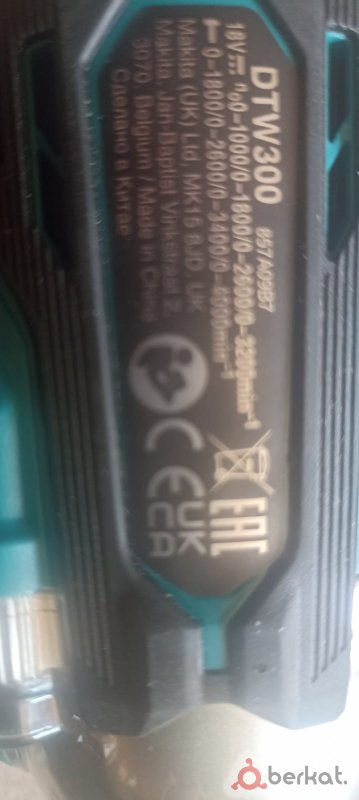 DTW300 857A09B7
18V⎓ n₀0-1000/0-1800/0-2600/0-3200min⁻¹
0-1800/0-2600/0-3400/0-4000min⁻¹
Makita (UK) Ltd MK15 8JD UK
Makita Jan-Baptist Vinkstraat 2,
3070, Belgium / Made in China
Сделано в Китае
CE
UK
CA
EAC
berkat.